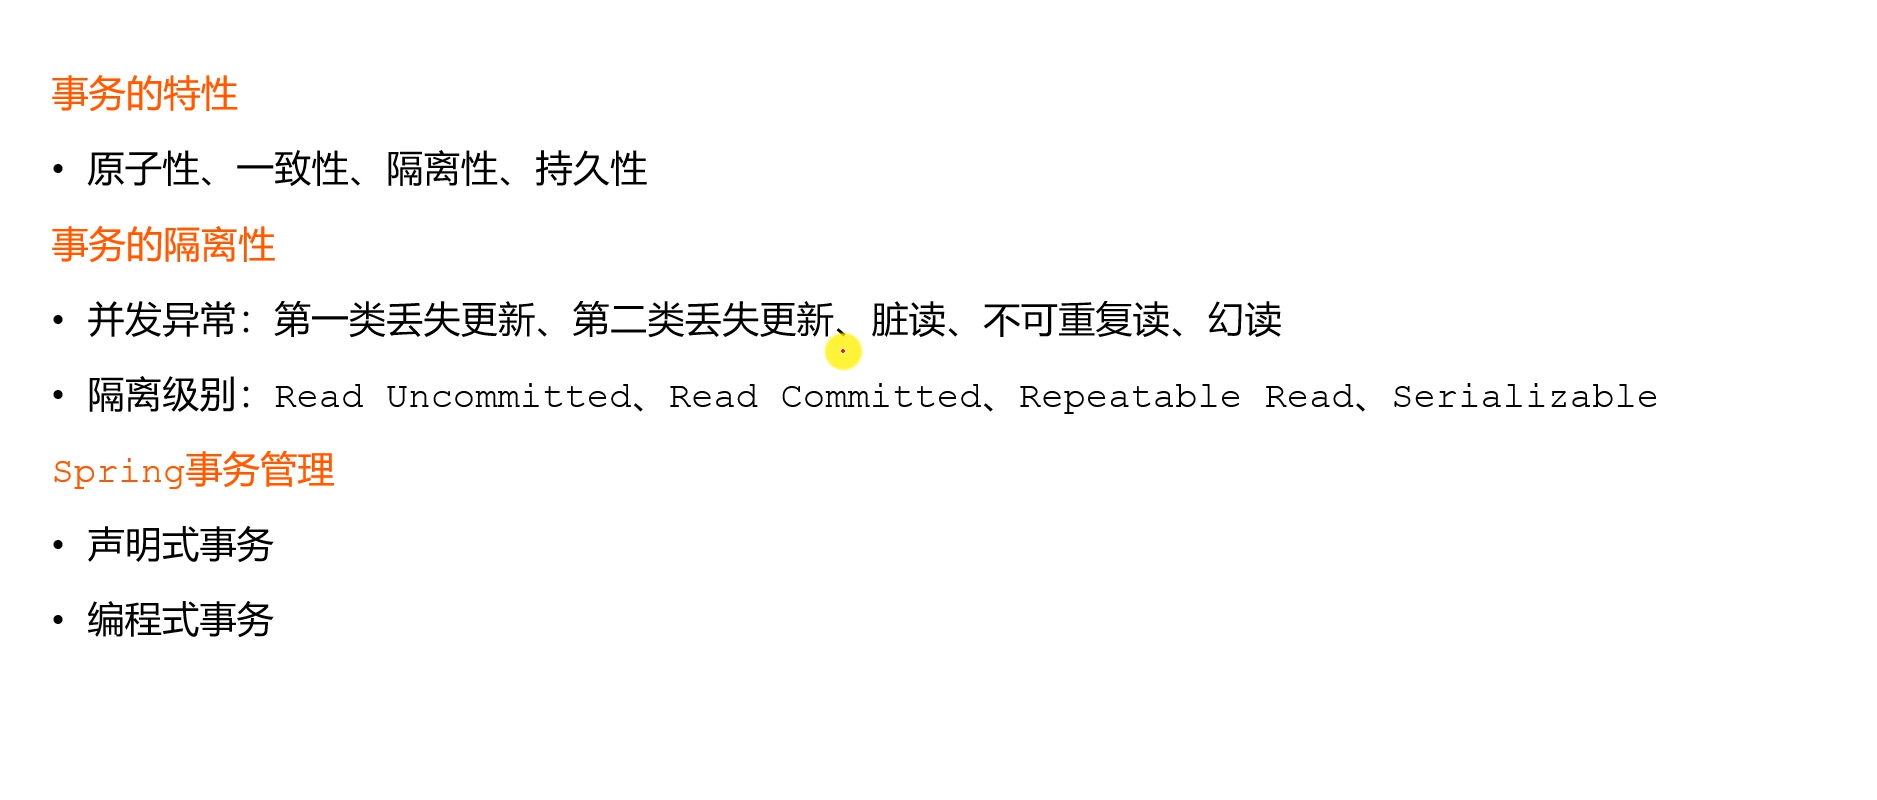 事务的特性
• 原子性、一致性、隔离性、持久性
事务的隔离性
• 并发异常：第一类丢失更新、第二类丢失更新、脏读、不可重复读、幻读
• 隔离级别：Read Uncommitted、Read Committed、Repeatable Read、Serializable
Spring事务管理
• 声明式事务
• 编程式事务